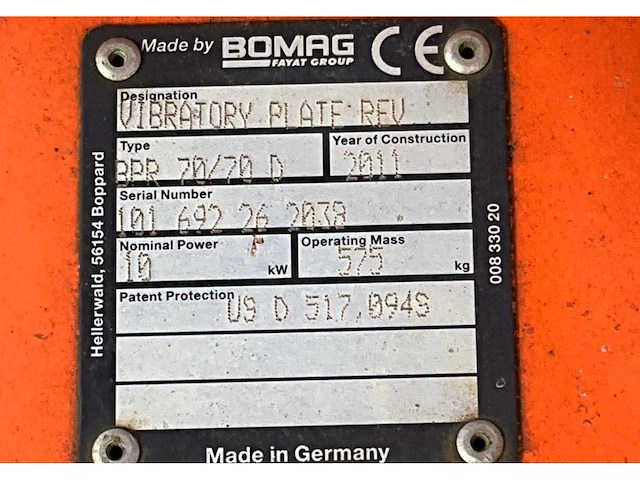 Made by BOMAG CE
FAYAT GROUP
Designation
VIBRATORY PLATE REV
Type
BPR 70/70 D
Year of Construction
2011
Serial Number
101 692 26 2038
Nominal Power
10 kW
Operating Mass
575 kg
Patent Protection
US D 517,094S
Made in Germany
Hellerwald, 56154 Boppard
008 330 20